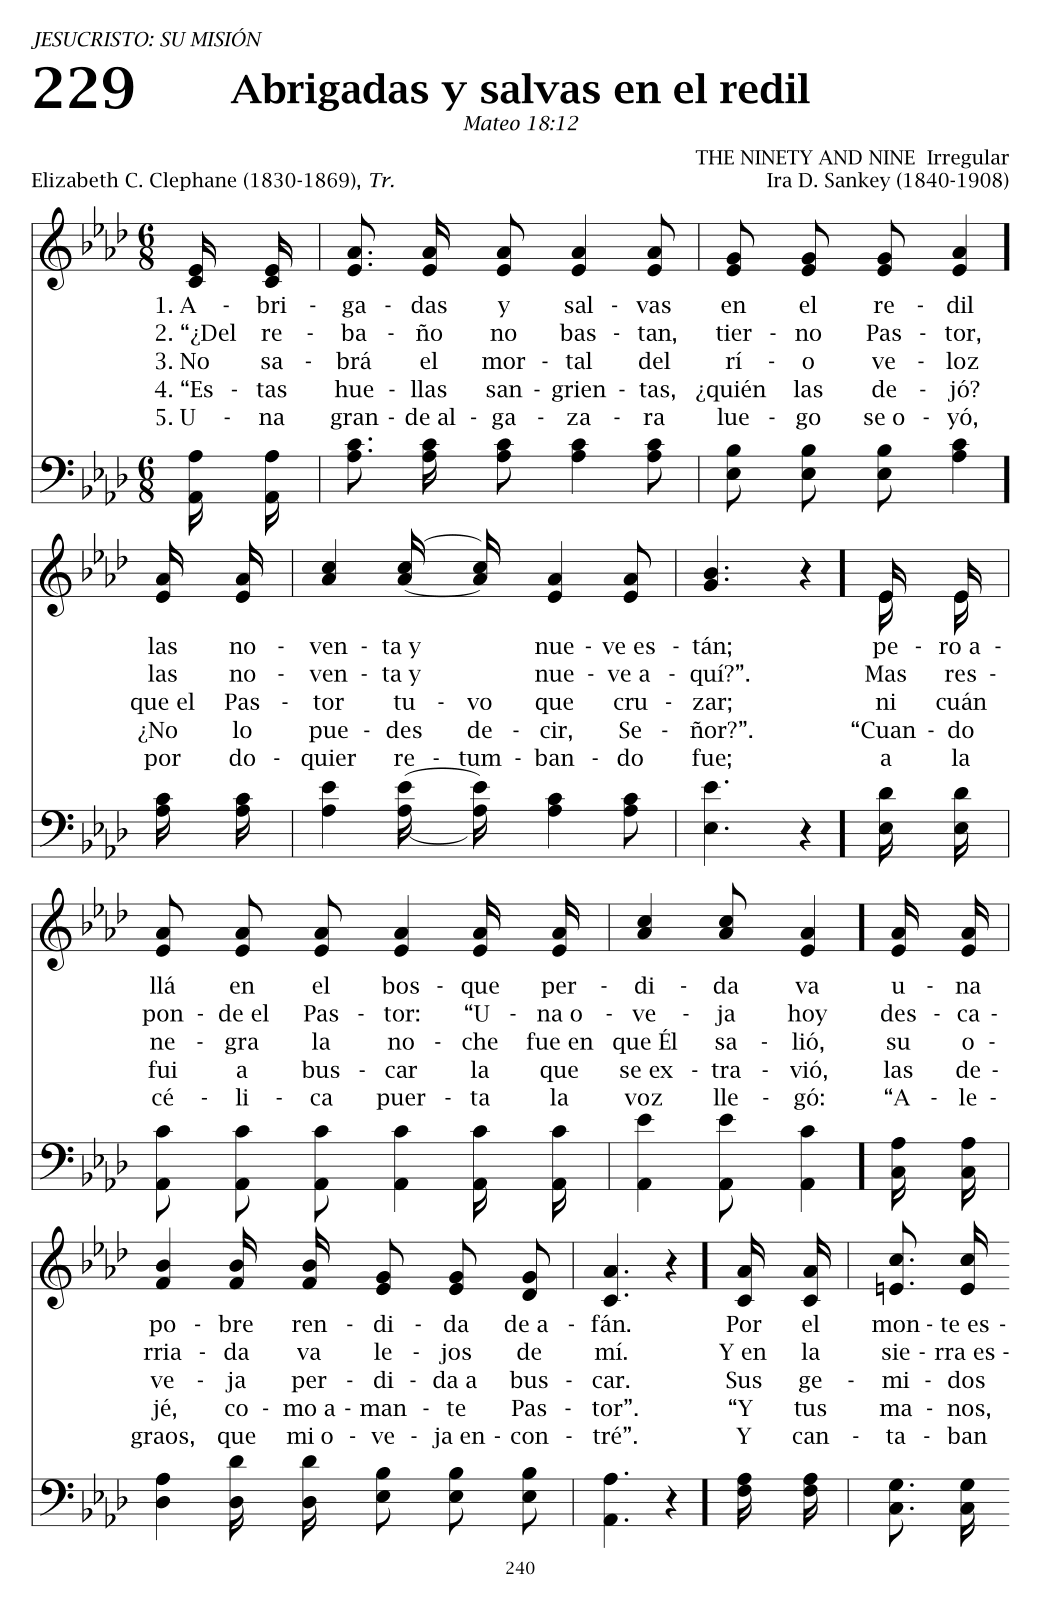 JESUCRISTO: SU MISIÓN
229
Abrigadas y salvas en el redil
Mateo 18:12
THE NINETY AND NINE  Irregular
Elizabeth C. Clephane (1830-1869), Tr.
Ira D. Sankey (1840-1908)
6
8
1. A - bri - ga - das y sal - vas en el re - dil
2. “¿Del re - ba - ño no bas - tan, tier - no Pas - tor,
3. No sa - brá el mor - tal del rí - o ve - loz
4. “Es - tas hue - llas san - grien - tas, ¿quién las de - jó?
5. U - na gran - de al - ga - za - ra lue - go se o - yó,
6
8
las no - ven - ta y nue - ve es - tán; pe - ro a -
las no - ven - ta y nue - ve a - quí?”. Mas res -
que el Pas - tor tu - vo que cru - zar; ni cuán
¿No lo pue - des de - cir, Se - ñor?”. “Cuan - do
por do - quier re - tum - ban - do fue; a la
llá en el bos - que per - di - da va u - na
pon - de el Pas - tor: “U - na o - ve - ja hoy des - ca -
ne - gra la no - che fue en que Él sa - lió, su o -
fui a bus - car la que se ex - tra - vió, las de -
cé - li - ca puer - ta la voz lle - gó: “A - le -
po - bre ren - di - da de a - fán. Por el mon - te es -
rria - da va le - jos de mí. Y en la sie - rra es -
ve - ja per - di - da a bus - car. Sus ge - mi - dos
jé, co - mo a - man - te Pas - tor”. “Y tus ma - nos,
graos, que mi o - ve - ja en - con - tré”. Y can - ta - ban
240